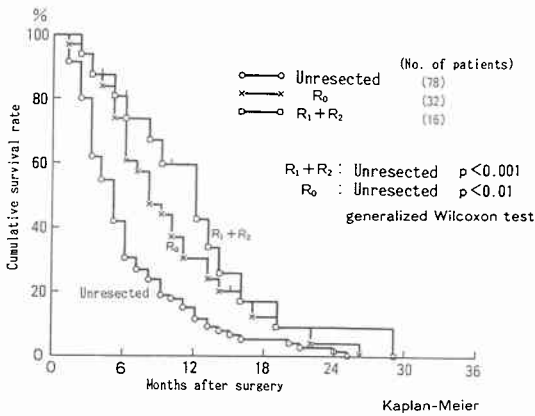 %
100
80
60
40
20
0
Cumulative survival rate
(No. of patients)
Unresected (78)
R₀ (32)
R₁+R₂ (16)
R₁+R₂ : Unresected p<0.001
R₀ : Unresected p<0.01
generalized Wilcoxon test
R₁+R₂
R₀
Unresected
6 12 18 24 30 36
Months after surgery
Kaplan-Meier